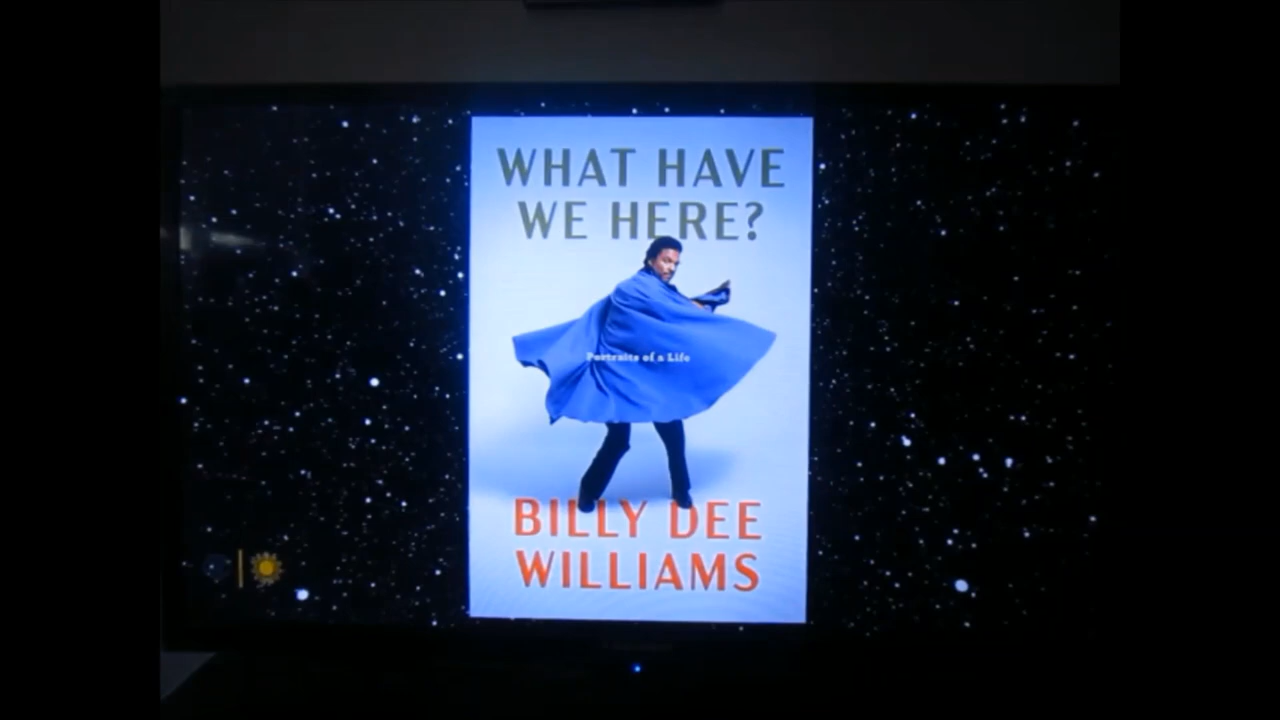 WHAT HAVE
WE HERE?
Portraits of a Life
BILLY DEE
WILLIAMS